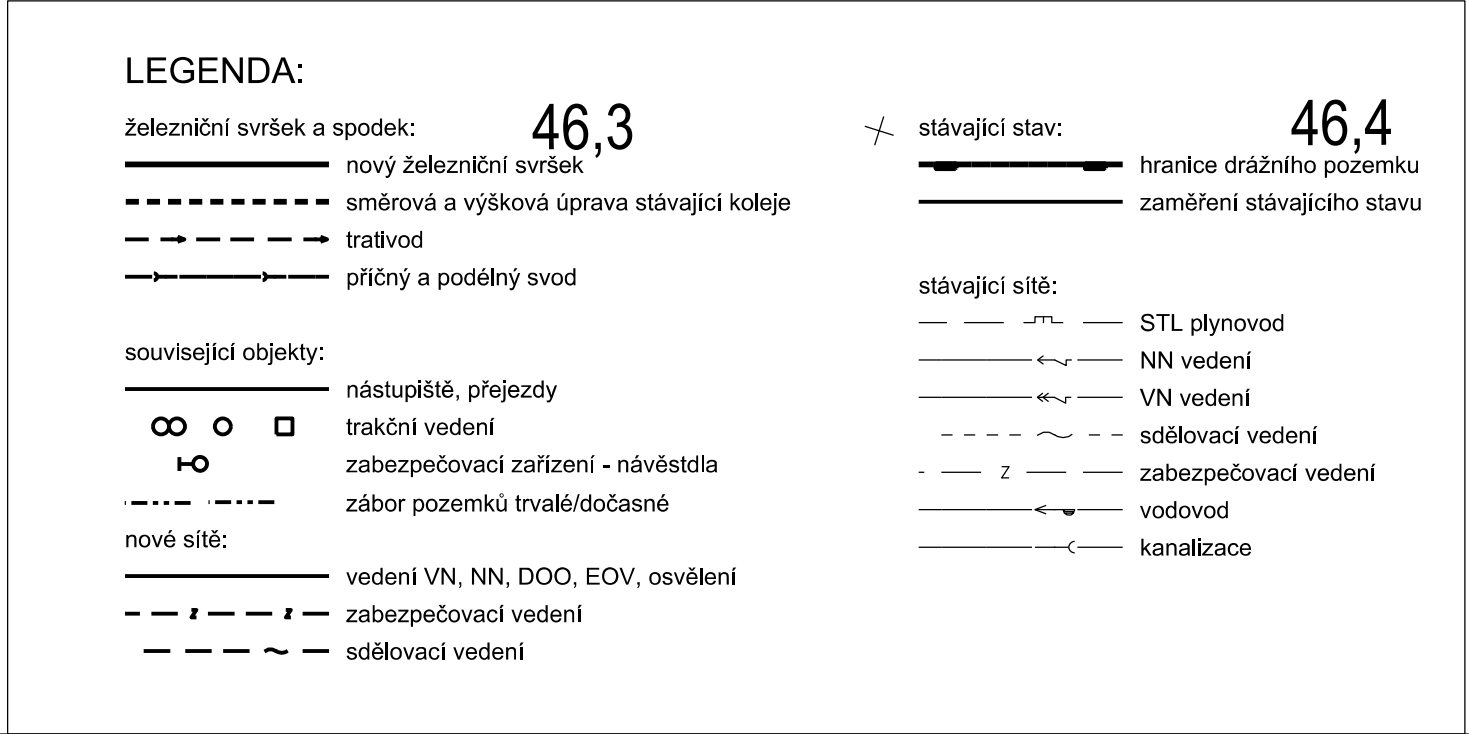 LEGENDA:
železniční svršek a spodek:
46,3
nový železniční svršek
směrová a výšková úprava stávající koleje
trativod
příčný a podélný svod
související objekty:
nástupiště, přejezdy
trakční vedení
zabezpečovací zařízení - návěstdla
zábor pozemků trvalé/dočasné
nové sítě:
vedení VN, NN, DOO, EOV, osvělení
zabezpečovací vedení
sdělovací vedení
stávající stav:
46,4
hranice drážního pozemku
zaměření stávajícího stavu
stávající sítě:
STL plynovod
NN vedení
VN vedení
sdělovací vedení
Z zabezpečovací vedení
vodovod
kanalizace